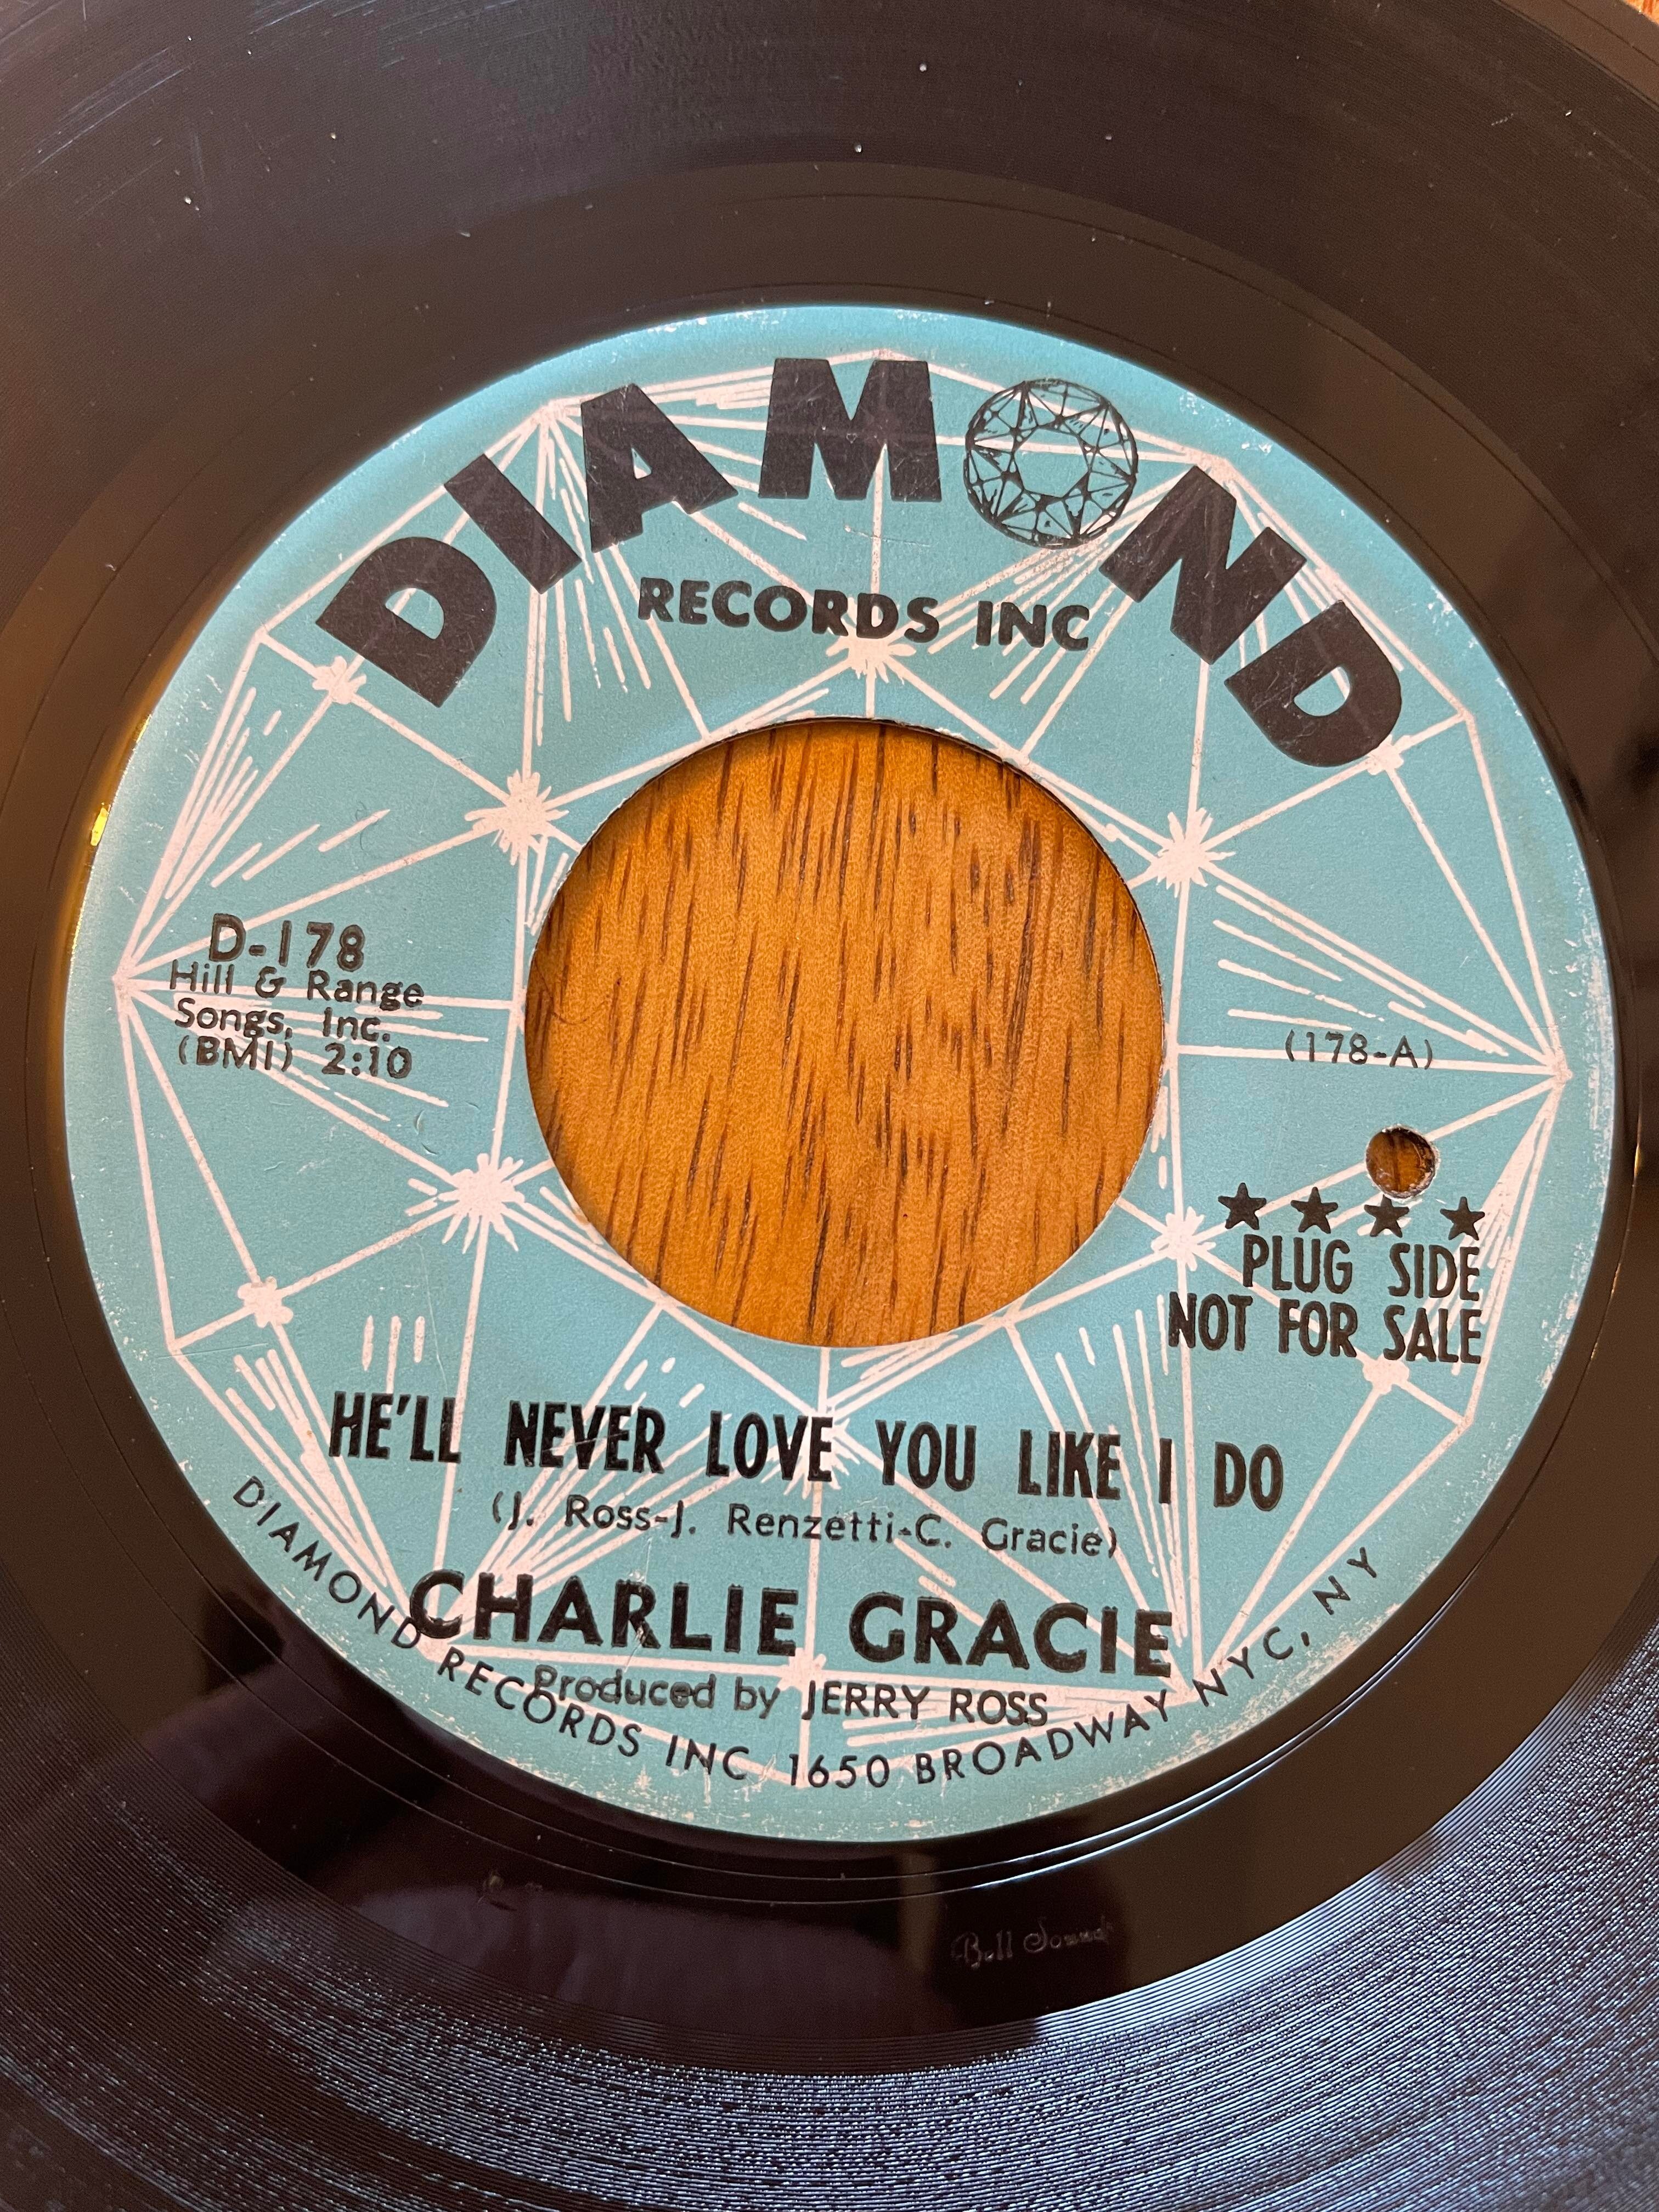 DIAMOND
RECORDS INC
D-178
Hill & Range
Songs, Inc.
(BMI) 2:10
(178-A)
★ ★ ★ ★
PLUG SIDE
NOT FOR SALE
HE'LL NEVER LOVE YOU LIKE I DO
(J. Ross-J. Renzetti-C. Gracie)
CHARLIE GRACIE
Produced by JERRY ROSS
DIAMOND RECORDS INC 1650 BROADWAY NYC, NY
Bell Sound